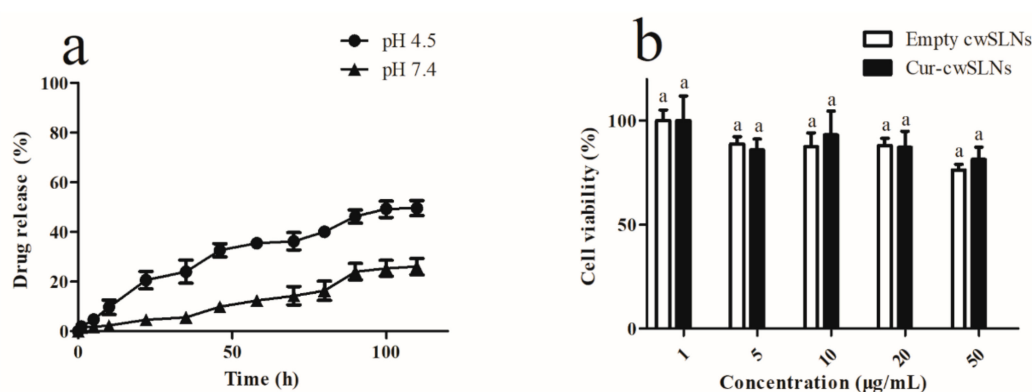 a
pH 4.5
pH 7.4
Drug release (%)
100
80
60
40
20
0
0
50
100
Time (h)
b
Empty cwSLNs
Cur-cwSLNs
Cell viability (%)
100
50
0
a a
a a
a a
a a
a a
1
5
10
20
50
Concentration (µg/mL)